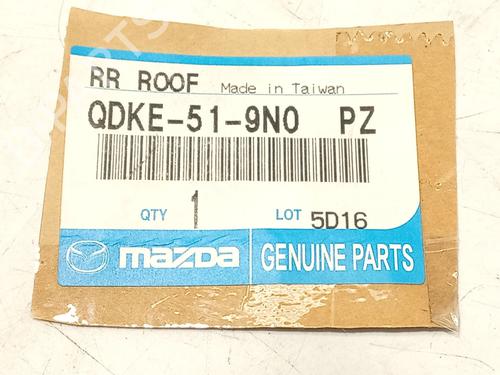 RR ROOF Made in Taiwan
QDKE-51-9N0 PZ
QTY 1 LOT 5D16
mazda GENUINE PARTS